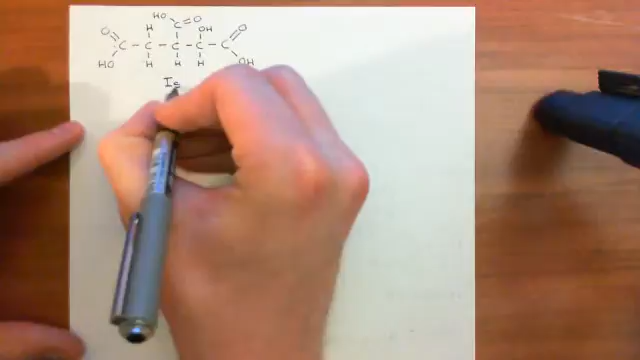 HO O
O H C OH O
C - C - C - C - C
HO H H H OH
Is